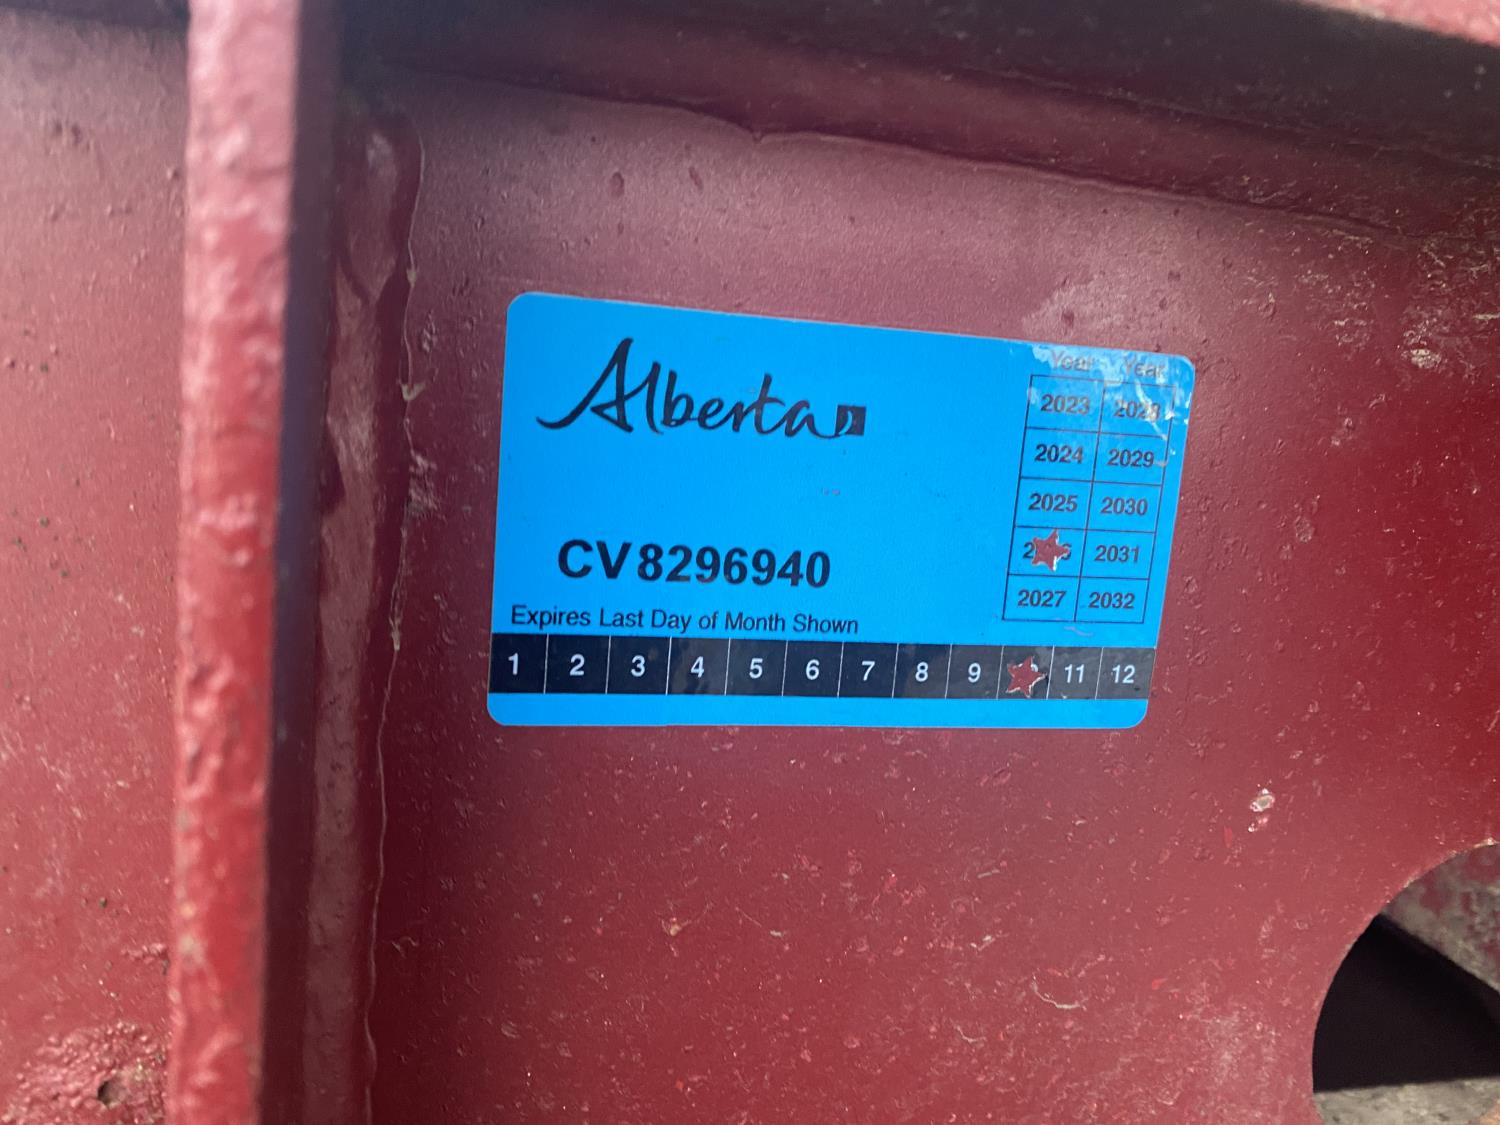 Alberta
Year Year
2023 2028
2024 2029
2025 2030
2031
2027 2032
CV8296940
Expires Last Day of Month Shown
1 2 3 4 5 6 7 8 9 11 12